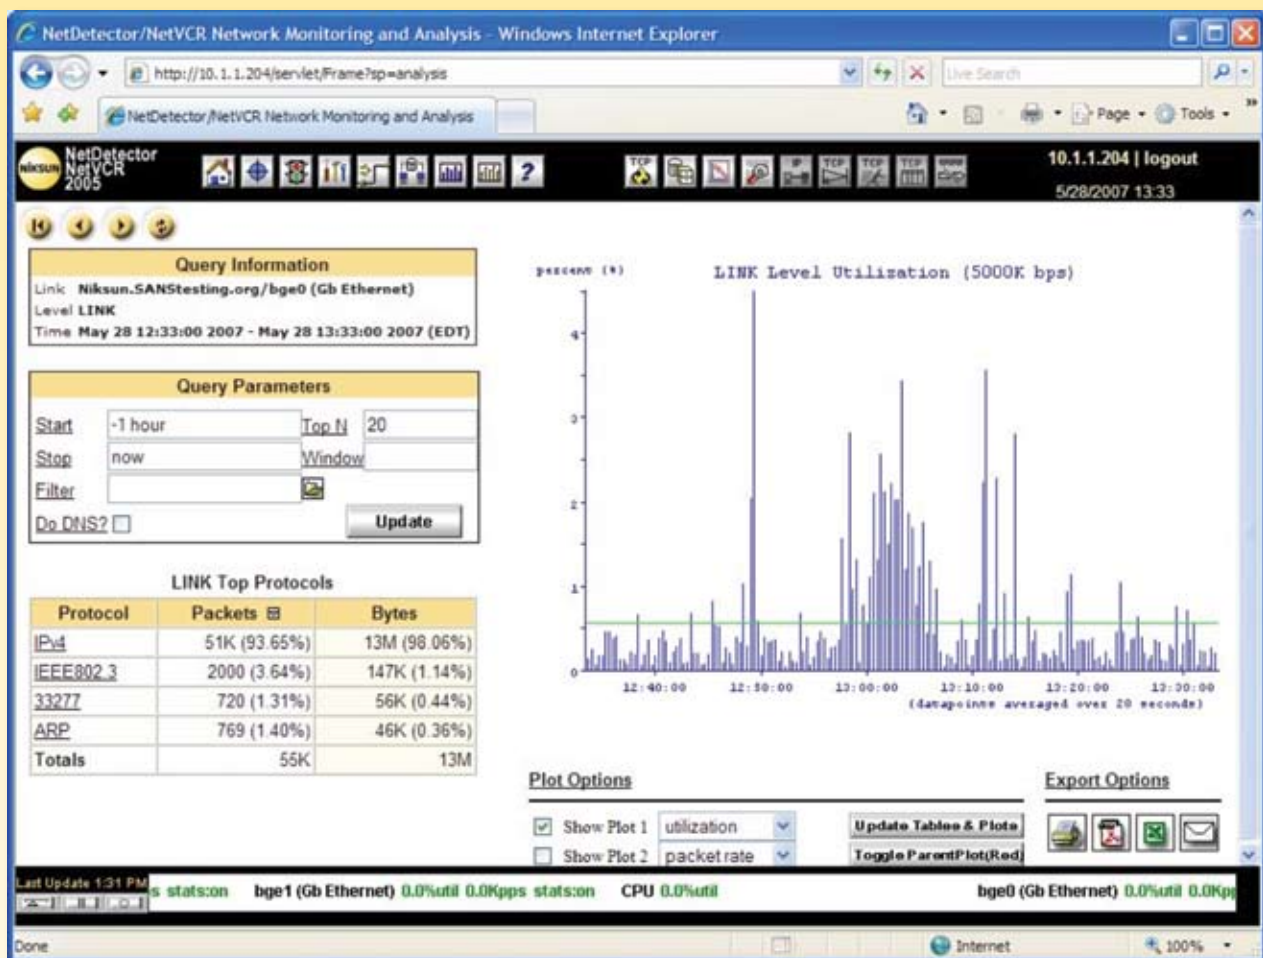 NetDetector/NetVCR Network Monitoring and Analysis - Windows Internet Explorer
http://10.1.1.204/servlet/Frame?sp=analysis
Live Search
NetDetector/NetVCR Network Monitoring and Analysis
Page
Tools
NIKSUN
NetDetector
NetVCR
2005
?
TCP
IP
TCP
TCP
TCP
10.1.1.204 | logout
5/28/2007 13:33
Query Information
Link Niksun.SANStesting.org/bge0 (Gb Ethernet)
Level LINK
Time May 28 12:33:00 2007 - May 28 13:33:00 2007 (EDT)
Query Parameters
Start -1 hour Top N 20
Stop now Window
Filter
Do DNS? Update
LINK Top Protocols
Protocol Packets Bytes
IPv4 51K (93.65%) 13M (98.06%)
IEEE802.3 2000 (3.64%) 147K (1.14%)
33277 720 (1.31%) 56K (0.44%)
ARP 769 (1.40%) 46K (0.36%)
Totals 55K 13M
percent (%)
LINK Level Utilization (5000K bps)
4
3
2
1
0
12:40:00 12:50:00 13:00:00 13:10:00 13:20:00 13:30:00
(datapoints averaged over 20 seconds)
Plot Options
Export Options
Show Plot 1 utilization Update Tables & Plots
Show Plot 2 packet rate Toggle ParentPlot(Red)
Last Update 1:31 PM
s stats:on bge1 (Gb Ethernet) 0.0%util 0.0Kpps stats:on CPU 0.0%util bge0 (Gb Ethernet) 0.0%util 0.0Kpp
Done
Internet
100%